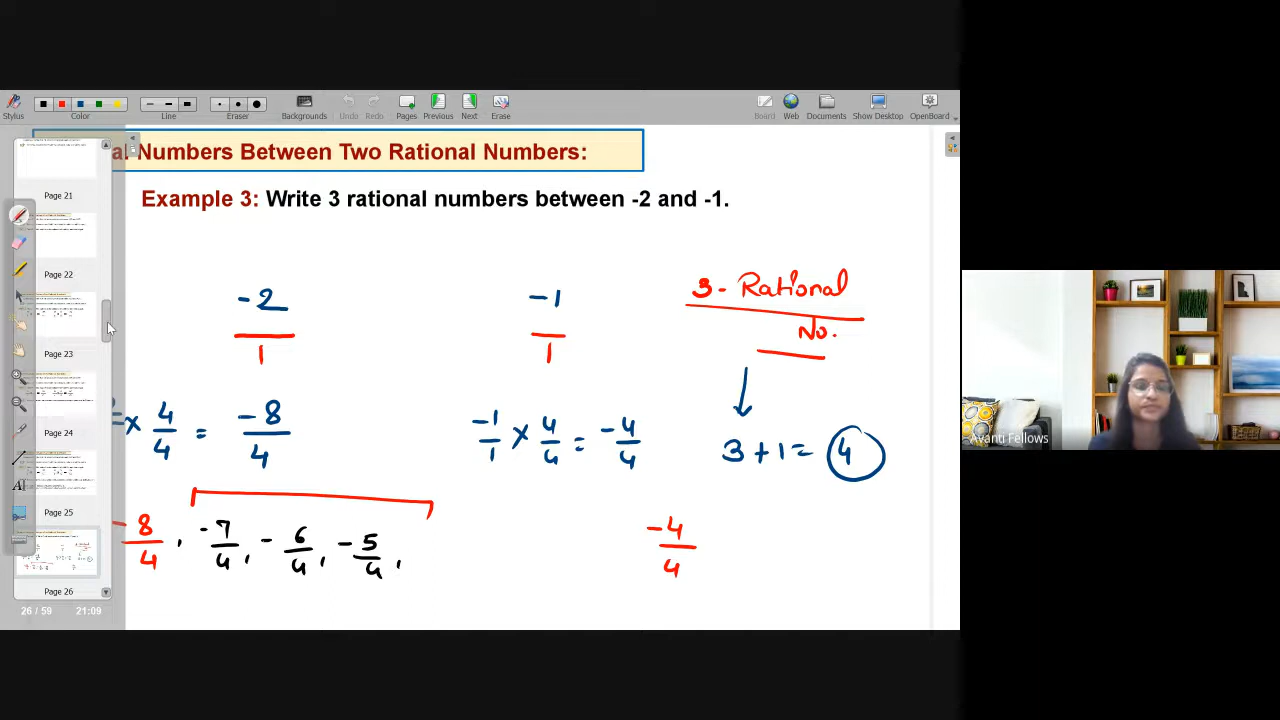 Stylus Color Line Eraser Backgrounds Undo Redo Pages Previous Next Erase Board Web Documents Show Desktop OpenBoard
al Numbers Between Two Rational Numbers:
Example 3: Write 3 rational numbers between -2 and -1.
Page 21
Page 22
Page 23
Page 24
Page 25
Page 26
26 / 59 21:09
-2/1 -1/1 3 - Rational No.
× 4/4 = -8/4 -1/1 × 4/4 = -4/4 3+1= 4
-8/4, -7/4, -6/4, -5/4, -4/4
Avanti Fellows